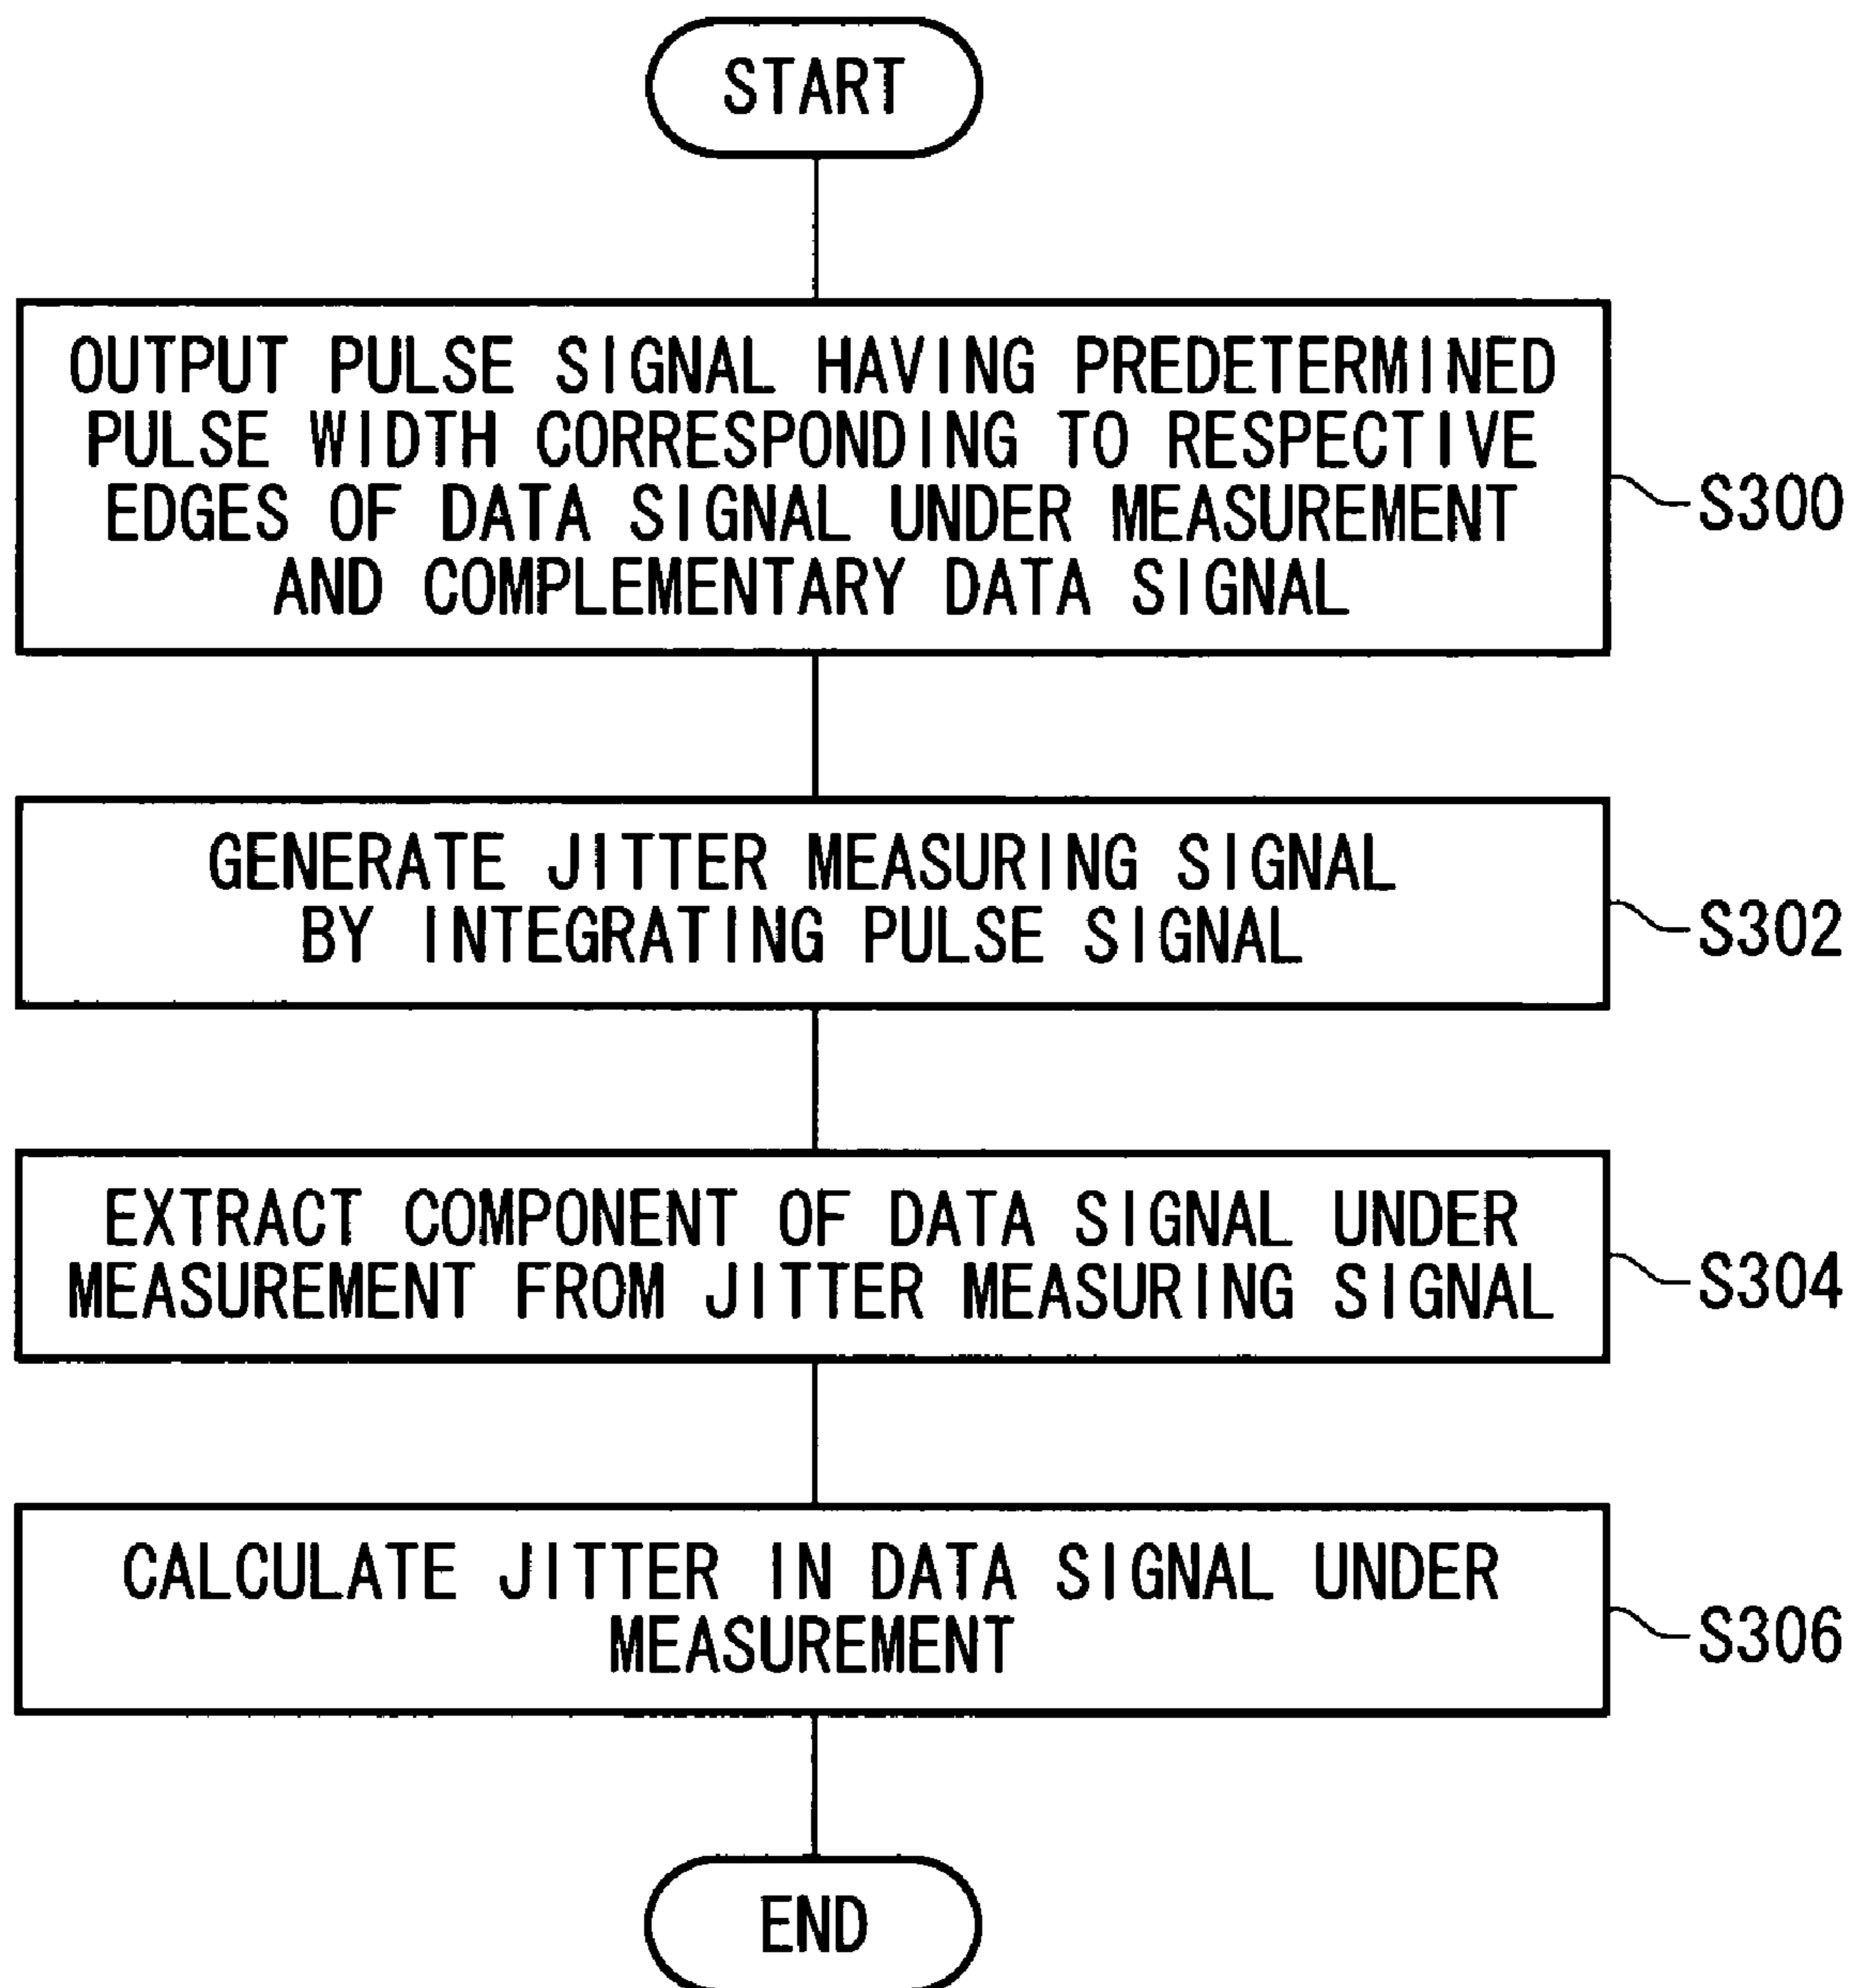 START
OUTPUT PULSE SIGNAL HAVING PREDETERMINED
PULSE WIDTH CORRESPONDING TO RESPECTIVE
EDGES OF DATA SIGNAL UNDER MEASUREMENT
AND COMPLEMENTARY DATA SIGNAL
S300
GENERATE JITTER MEASURING SIGNAL
BY INTEGRATING PULSE SIGNAL
S302
EXTRACT COMPONENT OF DATA SIGNAL UNDER
MEASUREMENT FROM JITTER MEASURING SIGNAL
S304
CALCULATE JITTER IN DATA SIGNAL UNDER
MEASUREMENT
S306
END